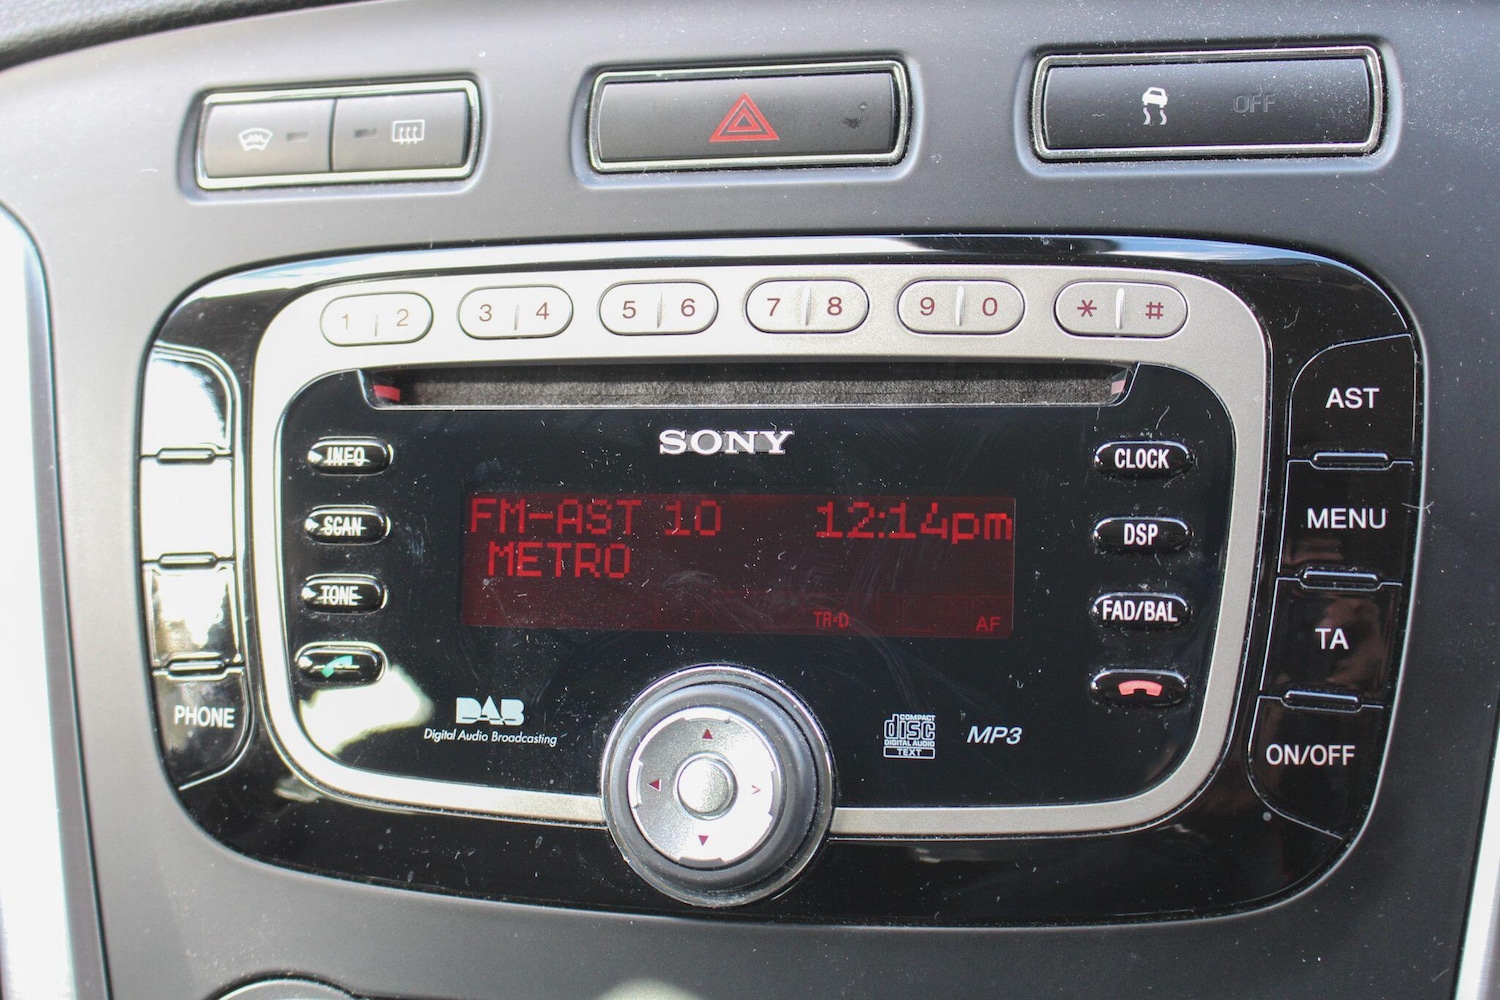 OFF
1 2 3 4 5 6 7 8 9 0 * #
SONY
INFO
SCAN
TONE
PHONE
FM-AST 10 12:14pm
METRO
TA-D AF
CLOCK
DSP
FAD/BAL
AST
MENU
TA
ON/OFF
DAB
Digital Audio Broadcasting
COMPACT
disc
DIGITAL AUDIO
TEXT
MP3